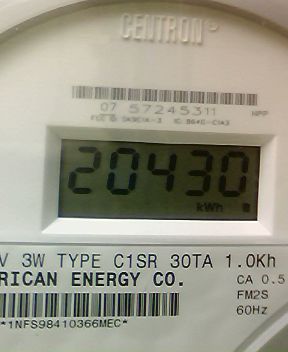 CENTRON®
07 57245311 NPP
20430
kWh
V 3W TYPE C1SR 30TA 1.0Kh
RICAN ENERGY CO. CA 0.5
FM2S
60Hz
*1NFS98410366MEC*